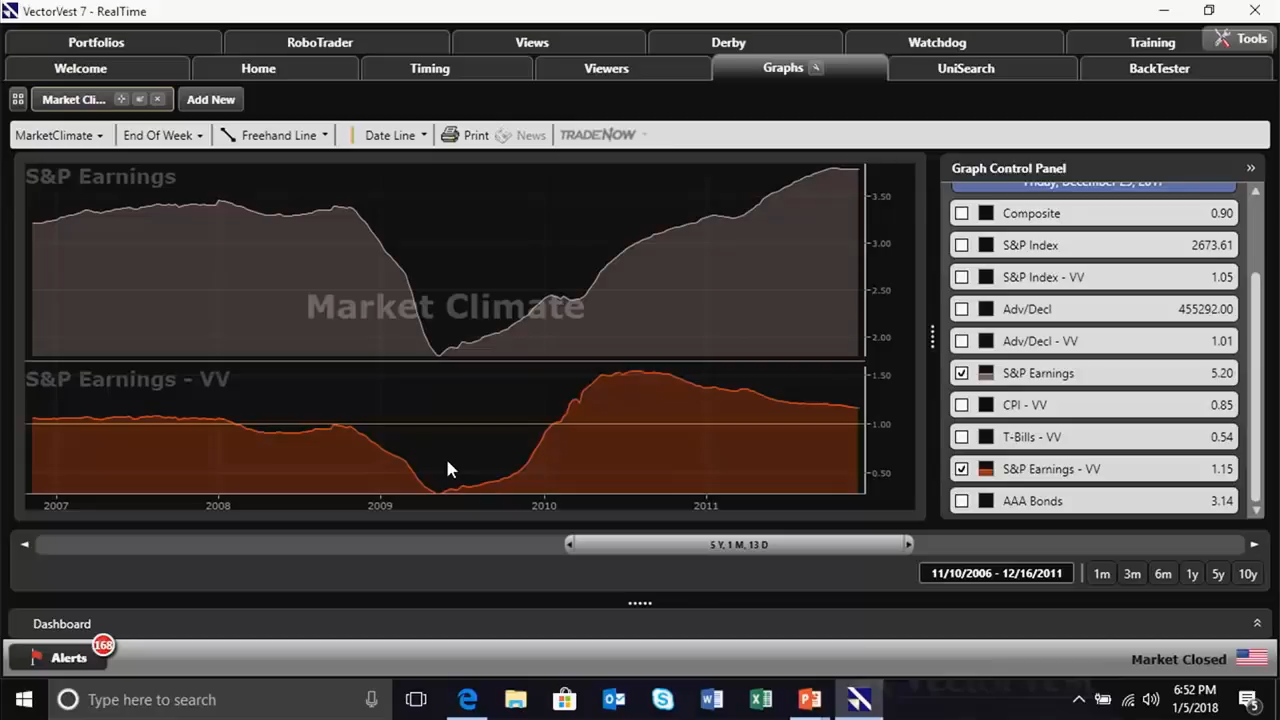 VectorVest 7 - RealTime
Portfolios RoboTrader Views Derby Watchdog Training Tools
Welcome Home Timing Viewers Graphs UniSearch BackTester
Market Cli... Add New
MarketClimate End Of Week Freehand Line Date Line Print News TRADENOW
S&P Earnings
3.50
3.00
2.50
Market Climate
2.00
S&P Earnings - VV
1.50
1.00
0.50
2007 2008 2009 2010 2011
Graph Control Panel
Composite 0.90
S&P Index 2673.61
S&P Index - VV 1.05
Adv/Decl 455292.00
Adv/Decl - VV 1.01
S&P Earnings 5.20
CPI - VV 0.85
T-Bills - VV 0.54
S&P Earnings - VV 1.15
AAA Bonds 3.14
5 Y, 1 M, 13 D
11/10/2006 - 12/16/2011 1m 3m 6m 1y 5y 10y
Dashboard
Alerts 168
Market Closed
Type here to search
6:52 PM
1/5/2018
5